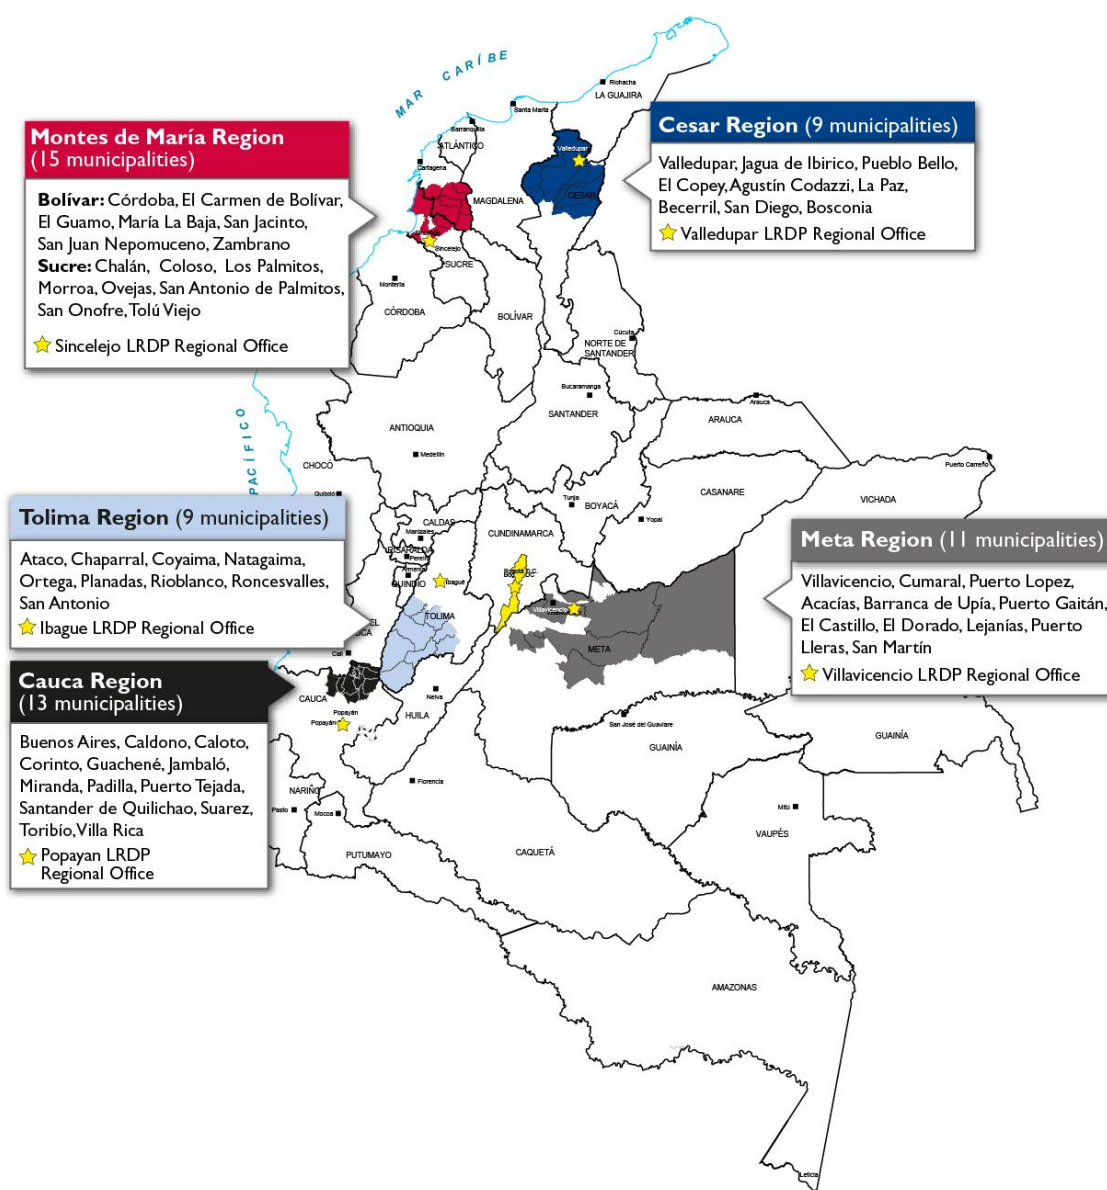 MAR CARÍBE
Riohacha
LA GUAJIRA
Santa Marta
Barranquilla
ATLÁNTICO
Cartagena
MAGDALENA
Valledupar
CESAR
Montes de María Region
(15 municipalities)
Bolívar: Córdoba, El Carmen de Bolívar,
El Guamo, María La Baja, San Jacinto,
San Juan Nepomuceno, Zambrano
Sucre: Chalán, Coloso, Los Palmitos,
Morroa, Ovejas, San Antonio de Palmitos,
San Onofre, Tolú Viejo
Sincelejo LRDP Regional Office
Cesar Region (9 municipalities)
Valledupar, Jagua de Ibirico, Pueblo Bello,
El Copey, Agustín Codazzi, La Paz,
Becerril, San Diego, Bosconia
Valledupar LRDP Regional Office
Sincelejo
SUCRE
Montería
CÓRDOBA
BOLÍVAR
Cúcuta
NORTE DE
SANTANDER
Bucaramanga
SANTANDER
Arauca
ARAUCA
ANTIOQUIA
Medellín
PACÍFICO
CHOCÓ
Quibdó
Puerto Carreño
CASANARE
VICHADA
Tunja
BOYACÁ
Yopal
CALDAS
Manizales
RISARALDA
Pereira
Armenia
QUINDIO
CUNDINAMARCA
Bogotá D.C.
Ibagué
TOLIMA
Villavicencio
META
Tolima Region (9 municipalities)
Ataco, Chaparral, Coyaima, Natagaima,
Ortega, Planadas, Rioblanco, Roncesvalles,
San Antonio
Ibague LRDP Regional Office
Meta Region (11 municipalities)
Villavicencio, Cumaral, Puerto Lopez,
Acacías, Barranca de Upía, Puerto Gaitán,
El Castillo, El Dorado, Lejanías, Puerto
Lleras, San Martín
Villavicencio LRDP Regional Office
Cali
Cauca Region
(13 municipalities)
Buenos Aires, Caldono, Caloto,
Corinto, Guachené, Jambaló,
Miranda, Padilla, Puerto Tejada,
Santander de Quilichao, Suarez,
Toribío, Villa Rica
Popayan LRDP
Regional Office
CAUCA
Popayán
Popayán
Neiva
HUILA
San José del Guaviare
GUAINÍA
GUAINÍA
Florencia
NARIÑO
Pasto
Mocoa
PUTUMAYO
CAQUETÁ
Mitú
VAUPÉS
AMAZONAS
Leticia